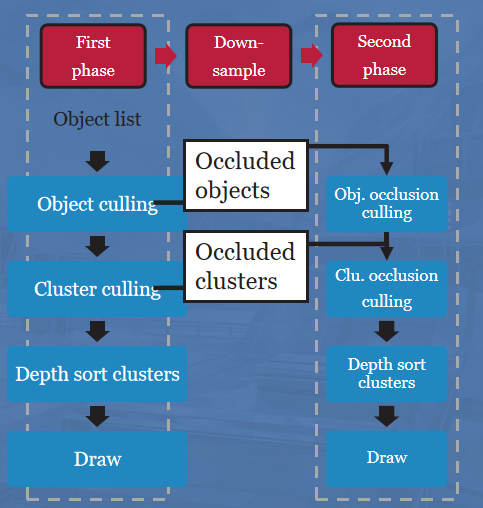 First
phase
Down-
sample
Second
phase
Object list
Occluded
objects
Object culling
Obj. occlusion
culling
Occluded
clusters
Cluster culling
Clu. occlusion
culling
Depth sort clusters
Depth sort
clusters
Draw
Draw